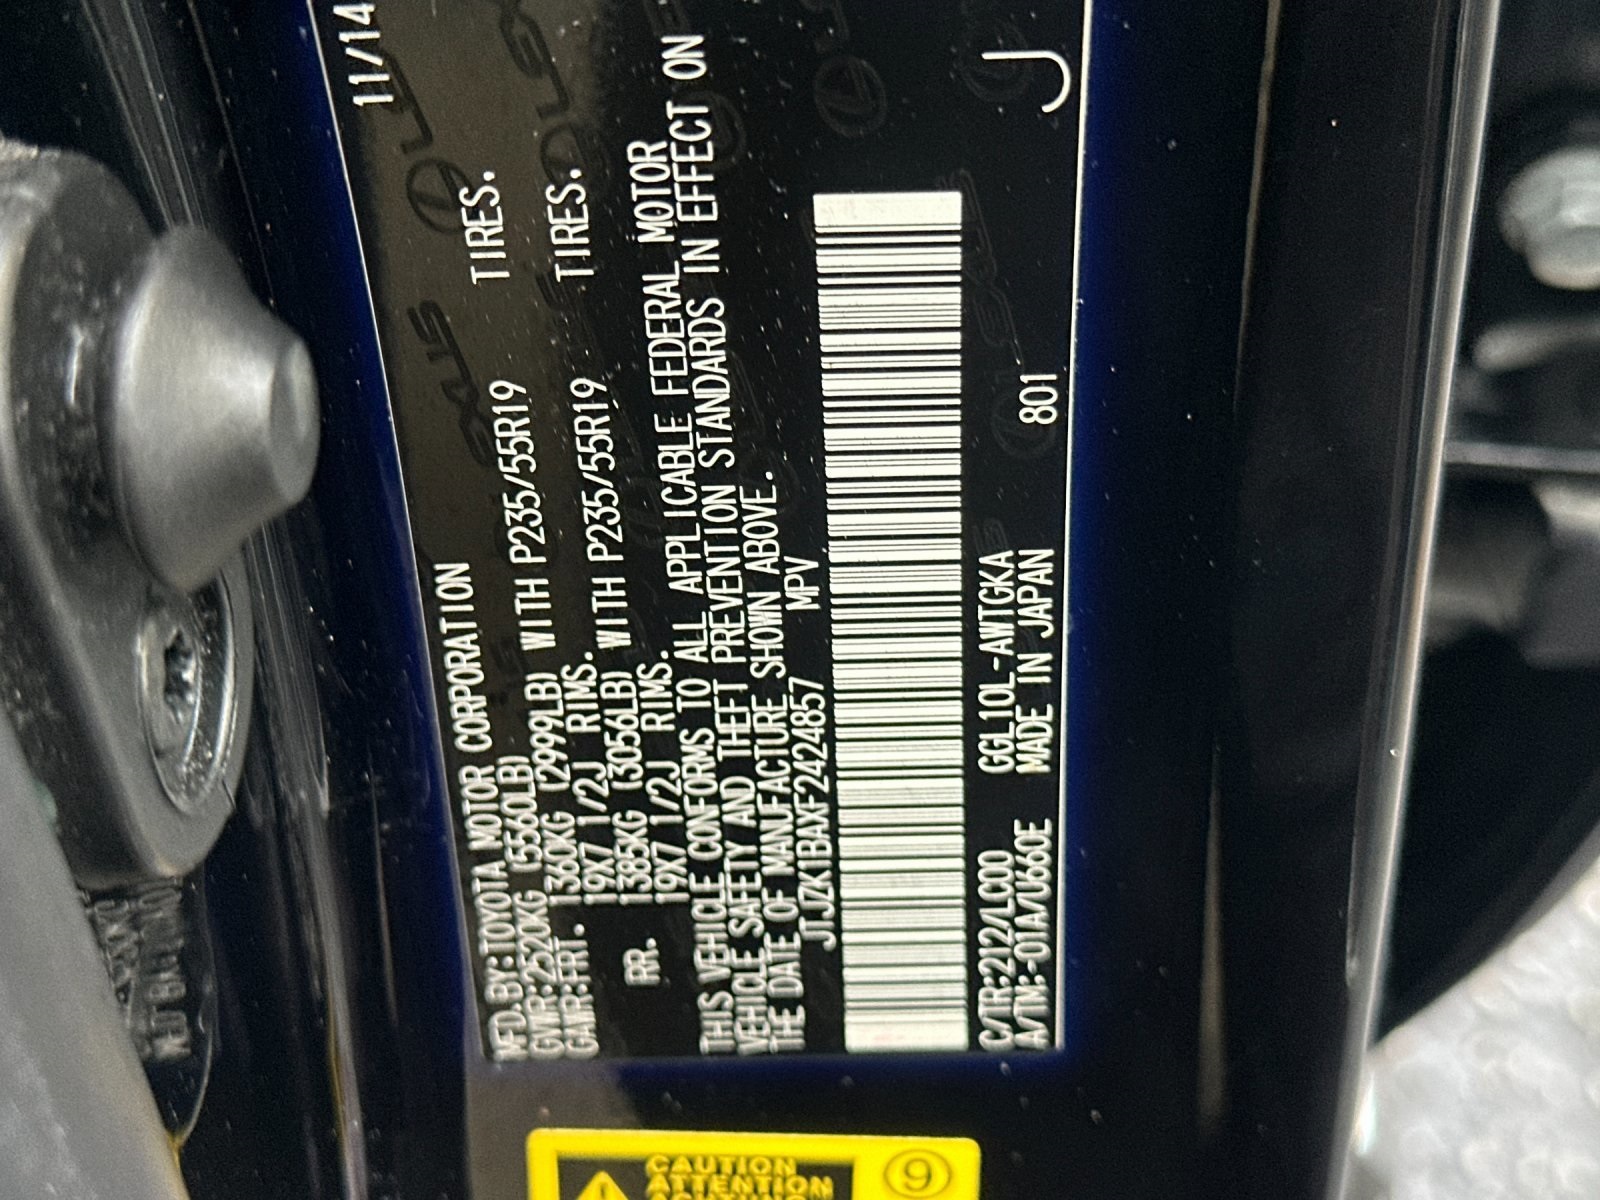 MFD.BY:TOYOTA MOTOR CORPORATION 11/14
GVWR:2520KG (5560LB)
GAWR:FRT. 1360KG (2999LB) WITH P235/55R19 TIRES.
19X7 1/2J RIMS.
RR. 1385KG (3056LB) WITH P235/55R19 TIRES.
19X7 1/2J RIMS.
THIS VEHICLE CONFORMS TO ALL APPLICABLE FEDERAL MOTOR
VEHICLE SAFETY AND THEFT PREVENTION STANDARDS IN EFFECT ON
THE DATE OF MANUFACTURE SHOWN ABOVE.
JTJZK1BAXF2424857 MPV
C/TR:212/LC00 GGL10L-AWTGKA
A/TM:-01A/U660E MADE IN JAPAN 801 J
CAUTION
ATTENTION
9